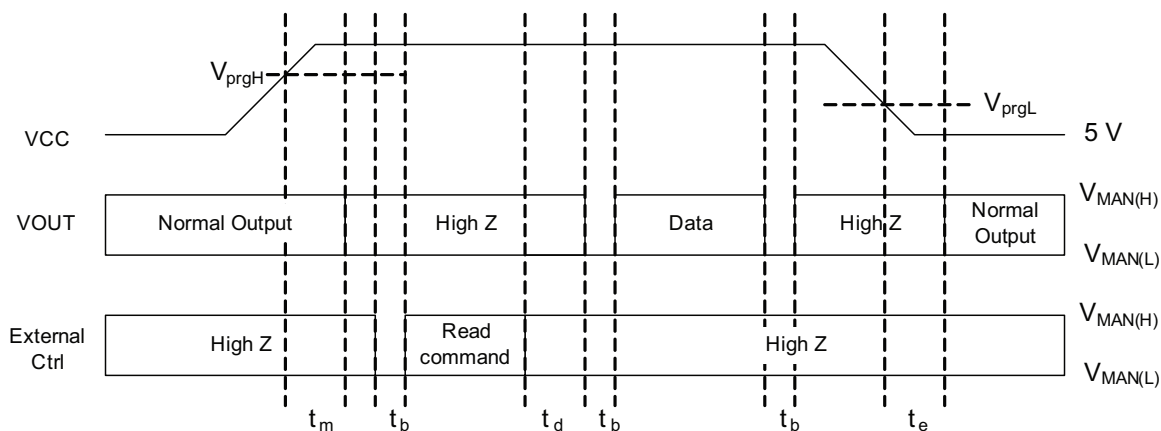 VprgH
VprgL
VCC
5 V
VMAN(H)
VOUT
Normal Output
High Z
Data
High Z
Normal
Output
VMAN(L)
VMAN(H)
External
Ctrl
High Z
Read
command
High Z
VMAN(L)
tm
tb
td
tb
tb
te